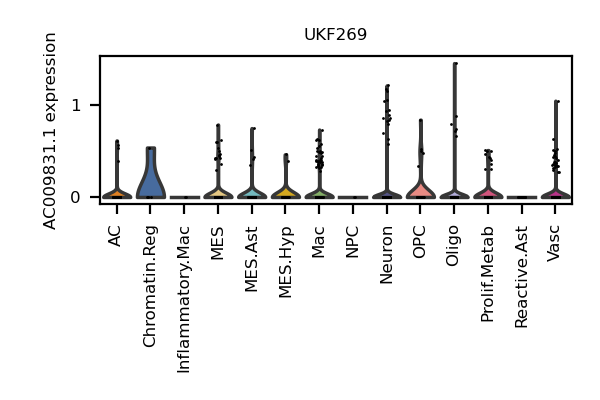 UKF269
AC009831.1 expression
1
0
AC
Chromatin.Reg
Inflammatory.Mac
MES
MES.Ast
MES.Hyp
Mac
NPC
Neuron
OPC
Oligo
Prolif.Metab
Reactive.Ast
Vasc